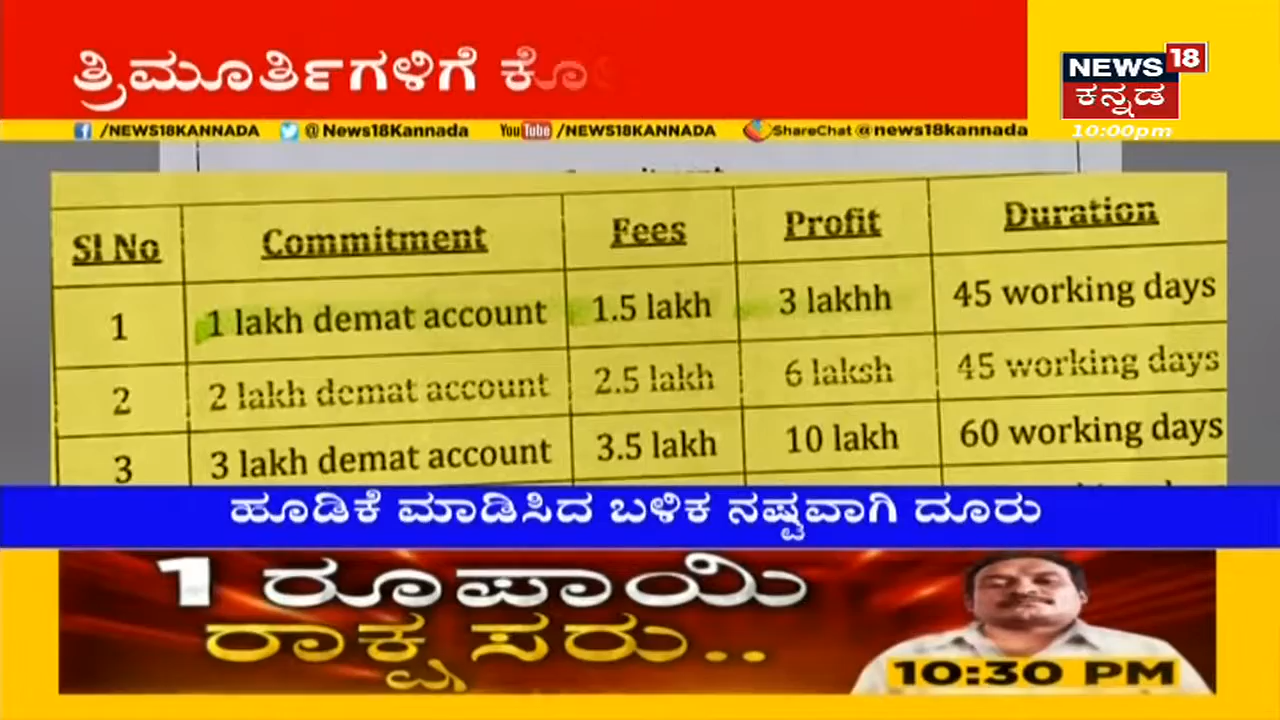 ತ್ರಿಮೂರ್ತಿಗಳಿಗೆ
NEWS 18
ಕನ್ನಡ
10:00pm
/NEWS18KANNADA @News18Kannada YouTube /NEWS18KANNADA ShareChat @news18kannada
Sl No Commitment Fees Profit Duration
1 1 lakh demat account 1.5 lakh 3 lakhh 45 working days
2 2 lakh demat account 2.5 lakh 6 laksh 45 working days
3 3 lakh demat account 3.5 lakh 10 lakh 60 working days
ಹೂಡಿಕೆ ಮಾಡಿಸಿದ ಬಳಿಕ ನಷ್ಟವಾಗಿ ದೂರು
1 ರೂಪಾಯಿ
ರಾಕ್ಷಸರು..
10:30 PM